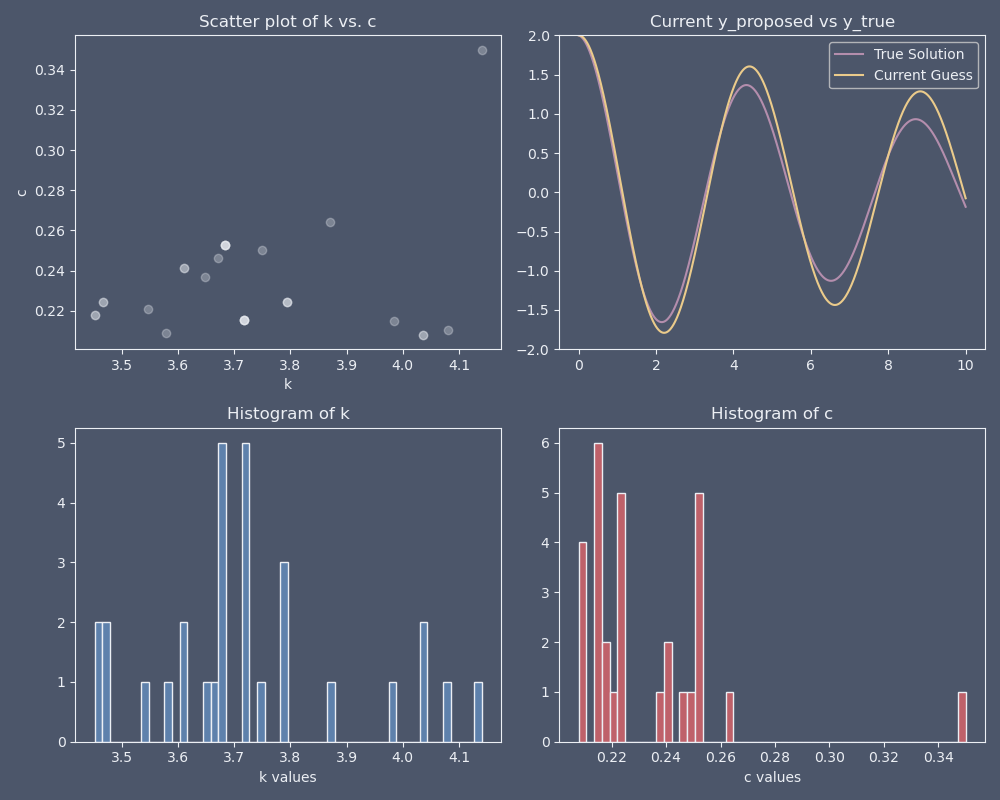 Scatter plot of k vs. c
0.34
0.32
0.30
0.28
0.26
0.24
0.22
c
3.5 3.6 3.7 3.8 3.9 4.0 4.1
k
Current y_proposed vs y_true
2.0
1.5
1.0
0.5
0.0
−0.5
−1.0
−1.5
−2.0
True Solution
Current Guess
0 2 4 6 8 10
Histogram of k
5
4
3
2
1
0
3.5 3.6 3.7 3.8 3.9 4.0 4.1
k values
Histogram of c
6
5
4
3
2
1
0
0.22 0.24 0.26 0.28 0.30 0.32 0.34
c values